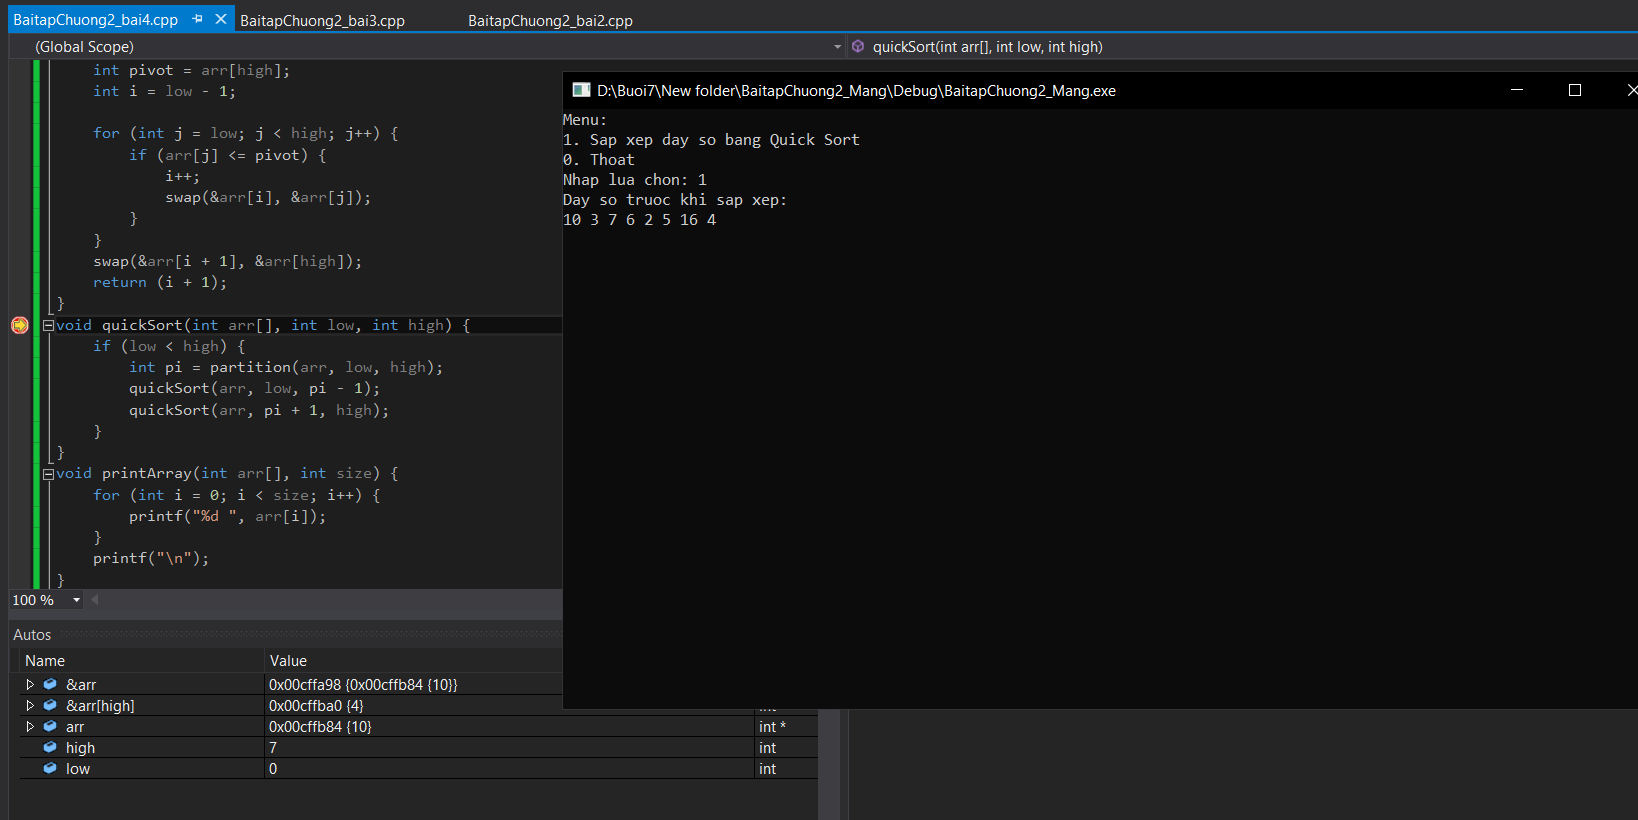 BaitapChuong2_bai4.cpp BaitapChuong2_bai3.cpp BaitapChuong2_bai2.cpp
(Global Scope) quickSort(int arr[], int low, int high)
int pivot = arr[high];
int i = low - 1;
for (int j = low; j < high; j++) {
if (arr[j] <= pivot) {
i++;
swap(&arr[i], &arr[j]);
}
}
swap(&arr[i + 1], &arr[high]);
return (i + 1);
}
void quickSort(int arr[], int low, int high) {
if (low < high) {
int pi = partition(arr, low, high);
quickSort(arr, low, pi - 1);
quickSort(arr, pi + 1, high);
}
}
void printArray(int arr[], int size) {
for (int i = 0; i < size; i++) {
printf("%d ", arr[i]);
}
printf("\n");
}
100 %
D:\Buoi7\New folder\BaitapChuong2_Mang\Debug\BaitapChuong2_Mang.exe
Menu:
1. Sap xep day so bang Quick Sort
0. Thoat
Nhap lua chon: 1
Day so truoc khi sap xep:
10 3 7 6 2 5 16 4
Autos
Name Value
&arr 0x00cffa98 {0x00cffb84 {10}}
&arr[high] 0x00cffba0 {4}
arr 0x00cffb84 {10} int *
high 7 int
low 0 int